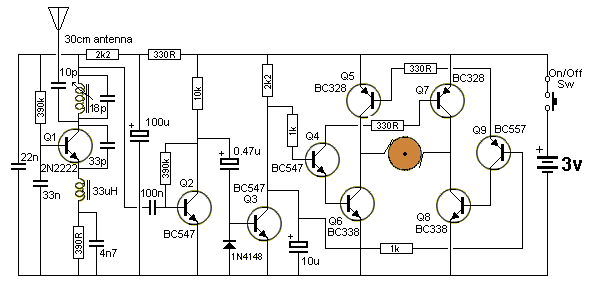 30cm antenna
2k2
330R
10p
18p
390k
Q1
2N2222
33p
22n
33n
33uH
390R
4n7
+
100u
100n
390k
10k
Q2
BC547
+
0.47u
1N4148
2k2
BC547
Q3
+
10u
1k
Q4
BC547
Q5
BC328
330R
330R
Q7
BC328
Q6
BC338
Q8
BC338
Q9
BC557
1k
On/Off
Sw
+
3v